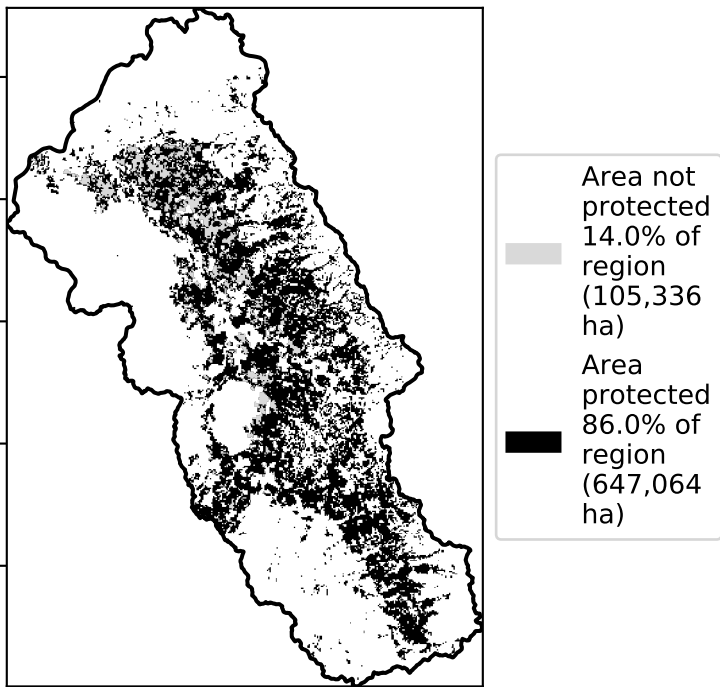 Area not
protected
14.0% of
region
(105,336
ha)
Area
protected
86.0% of
region
(647,064
ha)